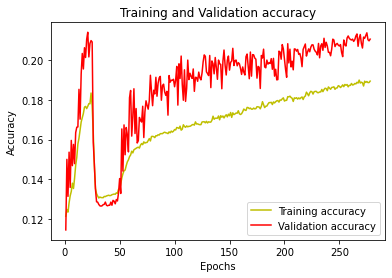 Training and Validation accuracy
Accuracy
0.20
0.18
0.16
0.14
0.12
0
50
100
150
200
250
Epochs
Training accuracy
Validation accuracy